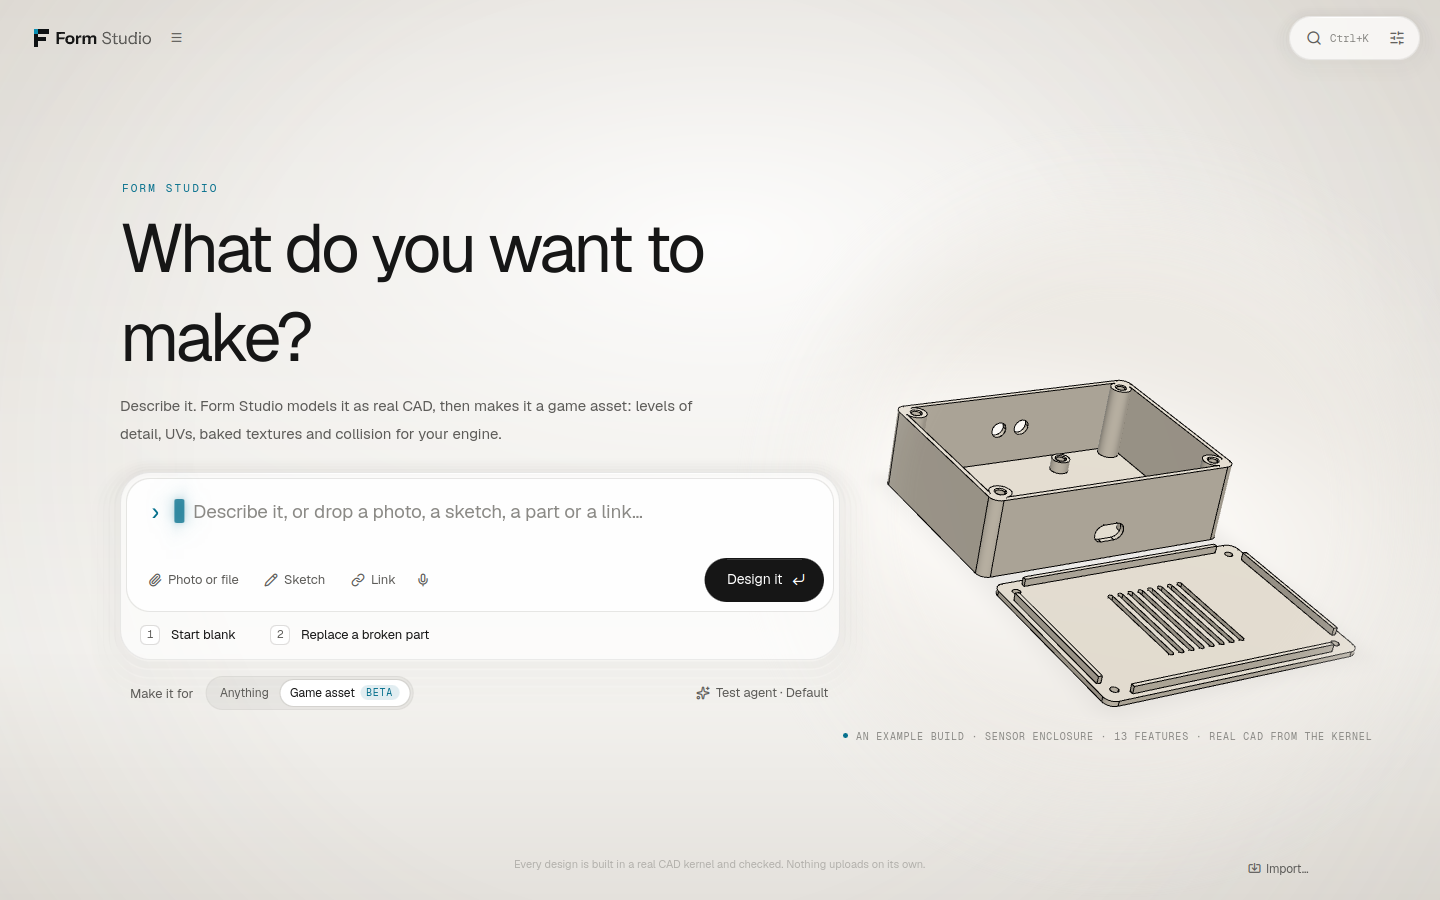 Form Studio
Ctrl+K
FORM STUDIO
What do you want to
make?
Describe it. Form Studio models it as real CAD, then makes it a game asset: levels of
detail, UVs, baked textures and collision for your engine.
Describe it, or drop a photo, a sketch, a part or a link...
Photo or file Sketch Link Design it
1 Start blank 2 Replace a broken part
Make it for Anything Game asset BETA Test agent · Default
AN EXAMPLE BUILD · SENSOR ENCLOSURE · 13 FEATURES · REAL CAD FROM THE KERNEL
Every design is built in a real CAD kernel and checked. Nothing uploads on its own.
Import...